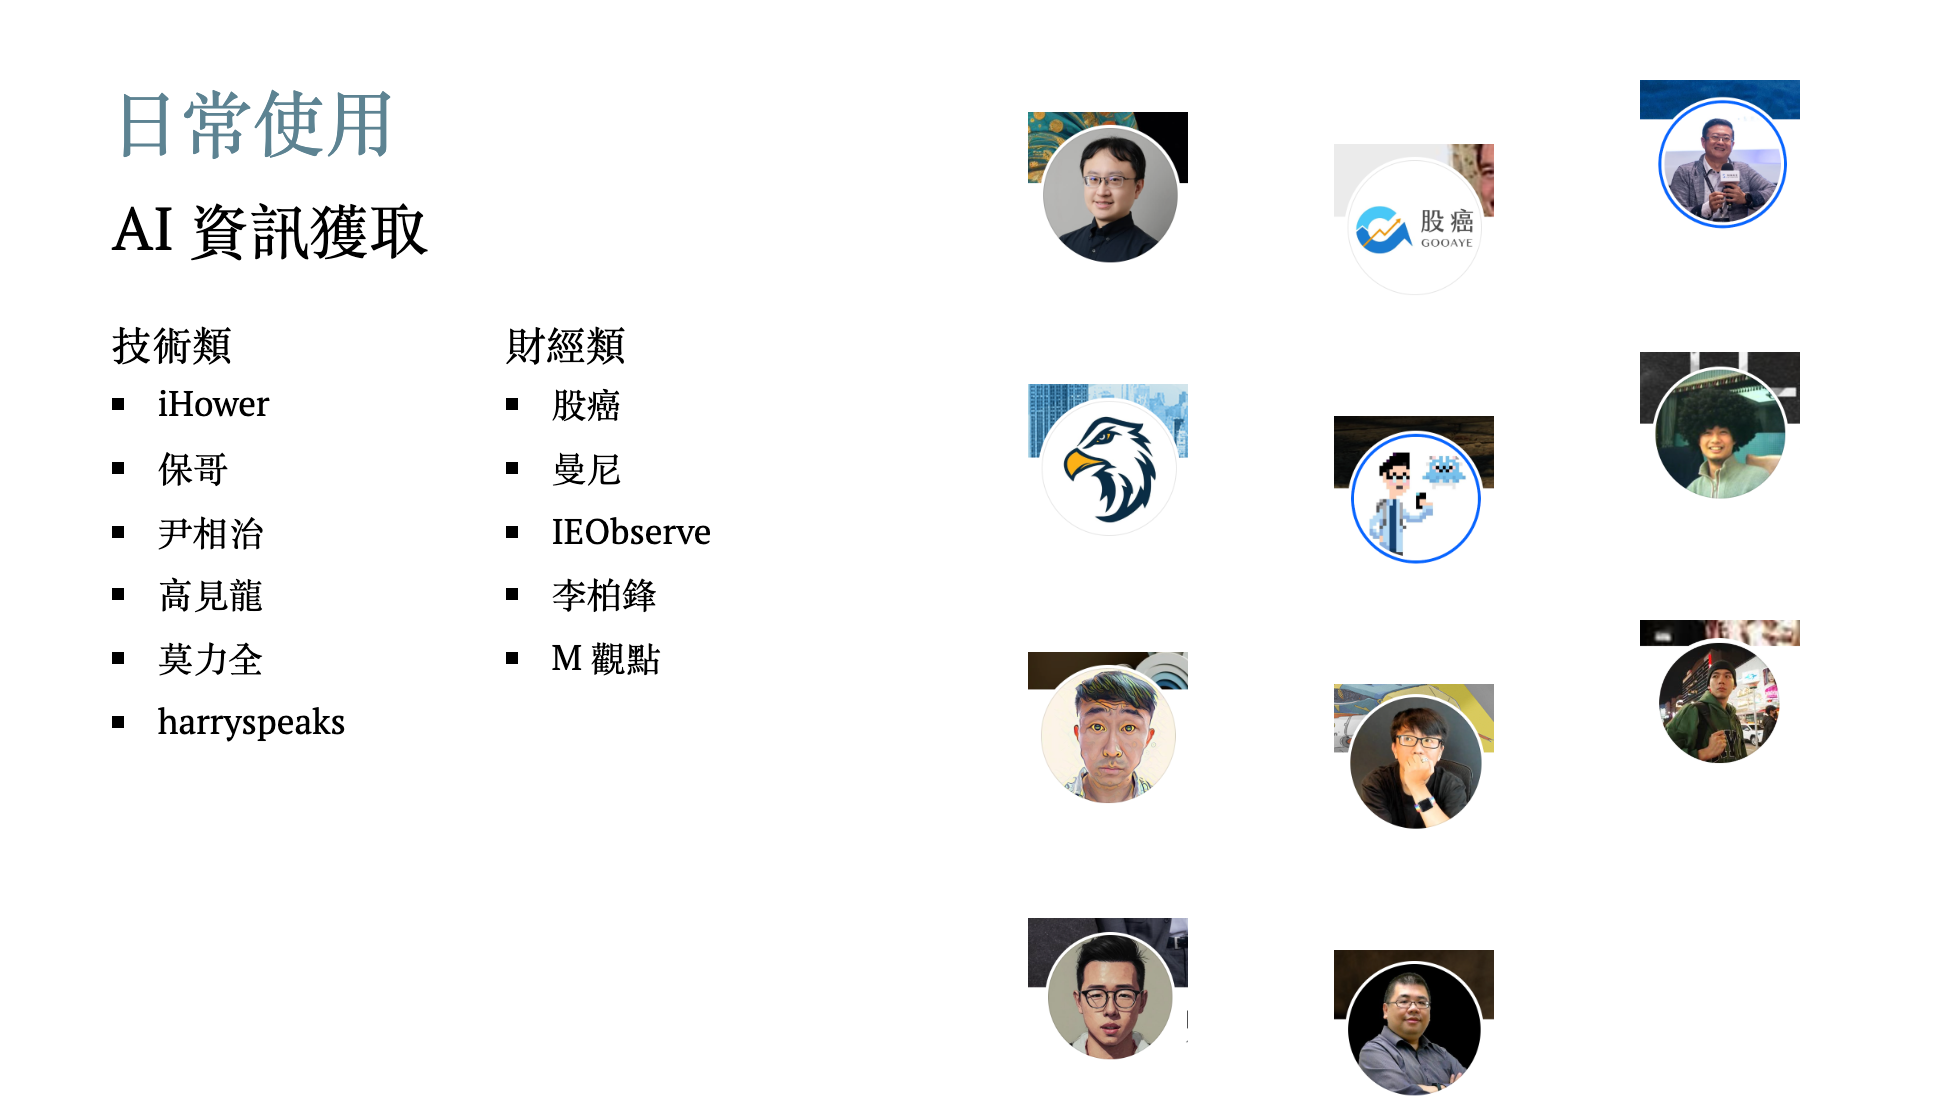 日常使用
AI 資訊獲取
技術類
iHower
保哥
尹相治
高見龍
莫力全
harryspeaks
財經類
股癌
曼尼
IEObserve
李柏鋒
M 觀點
股癌
GOOAYE